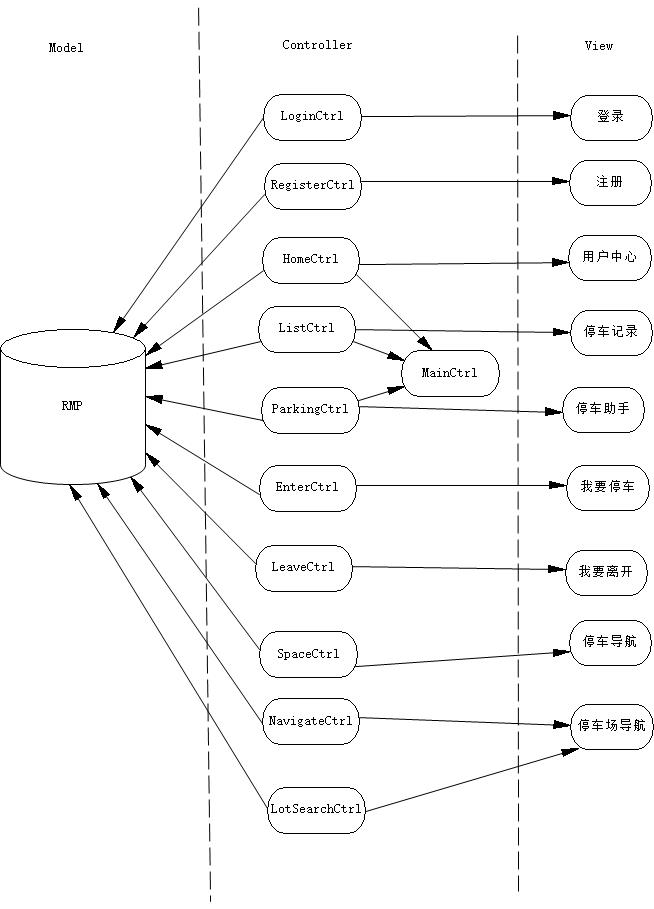 Model
Controller
View
LoginCtrl
登录
RegisterCtrl
注册
HomeCtrl
用户中心
ListCtrl
停车记录
MainCtrl
RMP
ParkingCtrl
停车助手
EnterCtrl
我要停车
LeaveCtrl
我要离开
SpaceCtrl
停车导航
NavigateCtrl
停车场导航
LotSearchCtrl